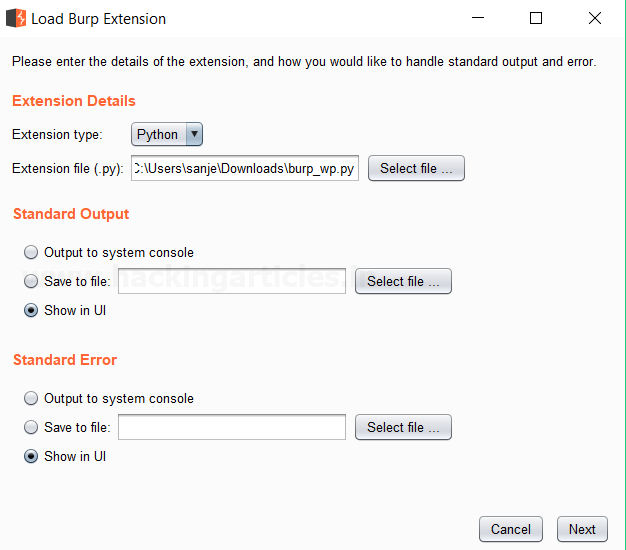 Load Burp Extension
Please enter the details of the extension, and how you would like to handle standard output and error.
Extension Details
Extension type: Python
Extension file (.py): C:\Users\sanje\Downloads\burp_wp.py Select file ...
Standard Output
Output to system console
Save to file: Select file ...
Show in UI
Standard Error
Output to system console
Save to file: Select file ...
Show in UI
Cancel Next